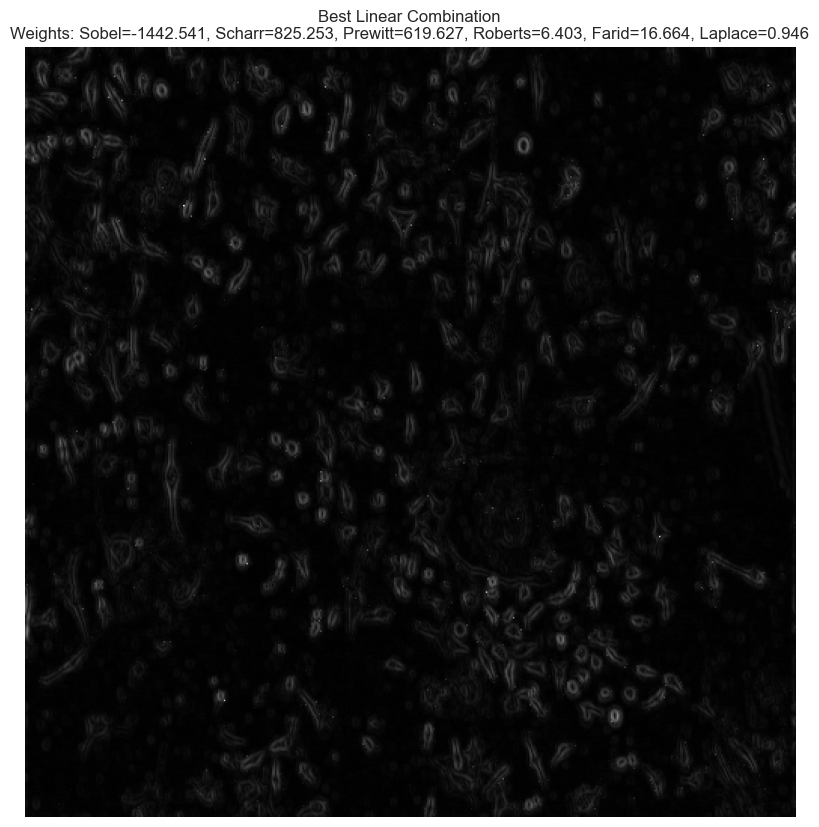 Best Linear Combination
Weights: Sobel=-1442.541, Scharr=825.253, Prewitt=619.627, Roberts=6.403, Farid=16.664, Laplace=0.946